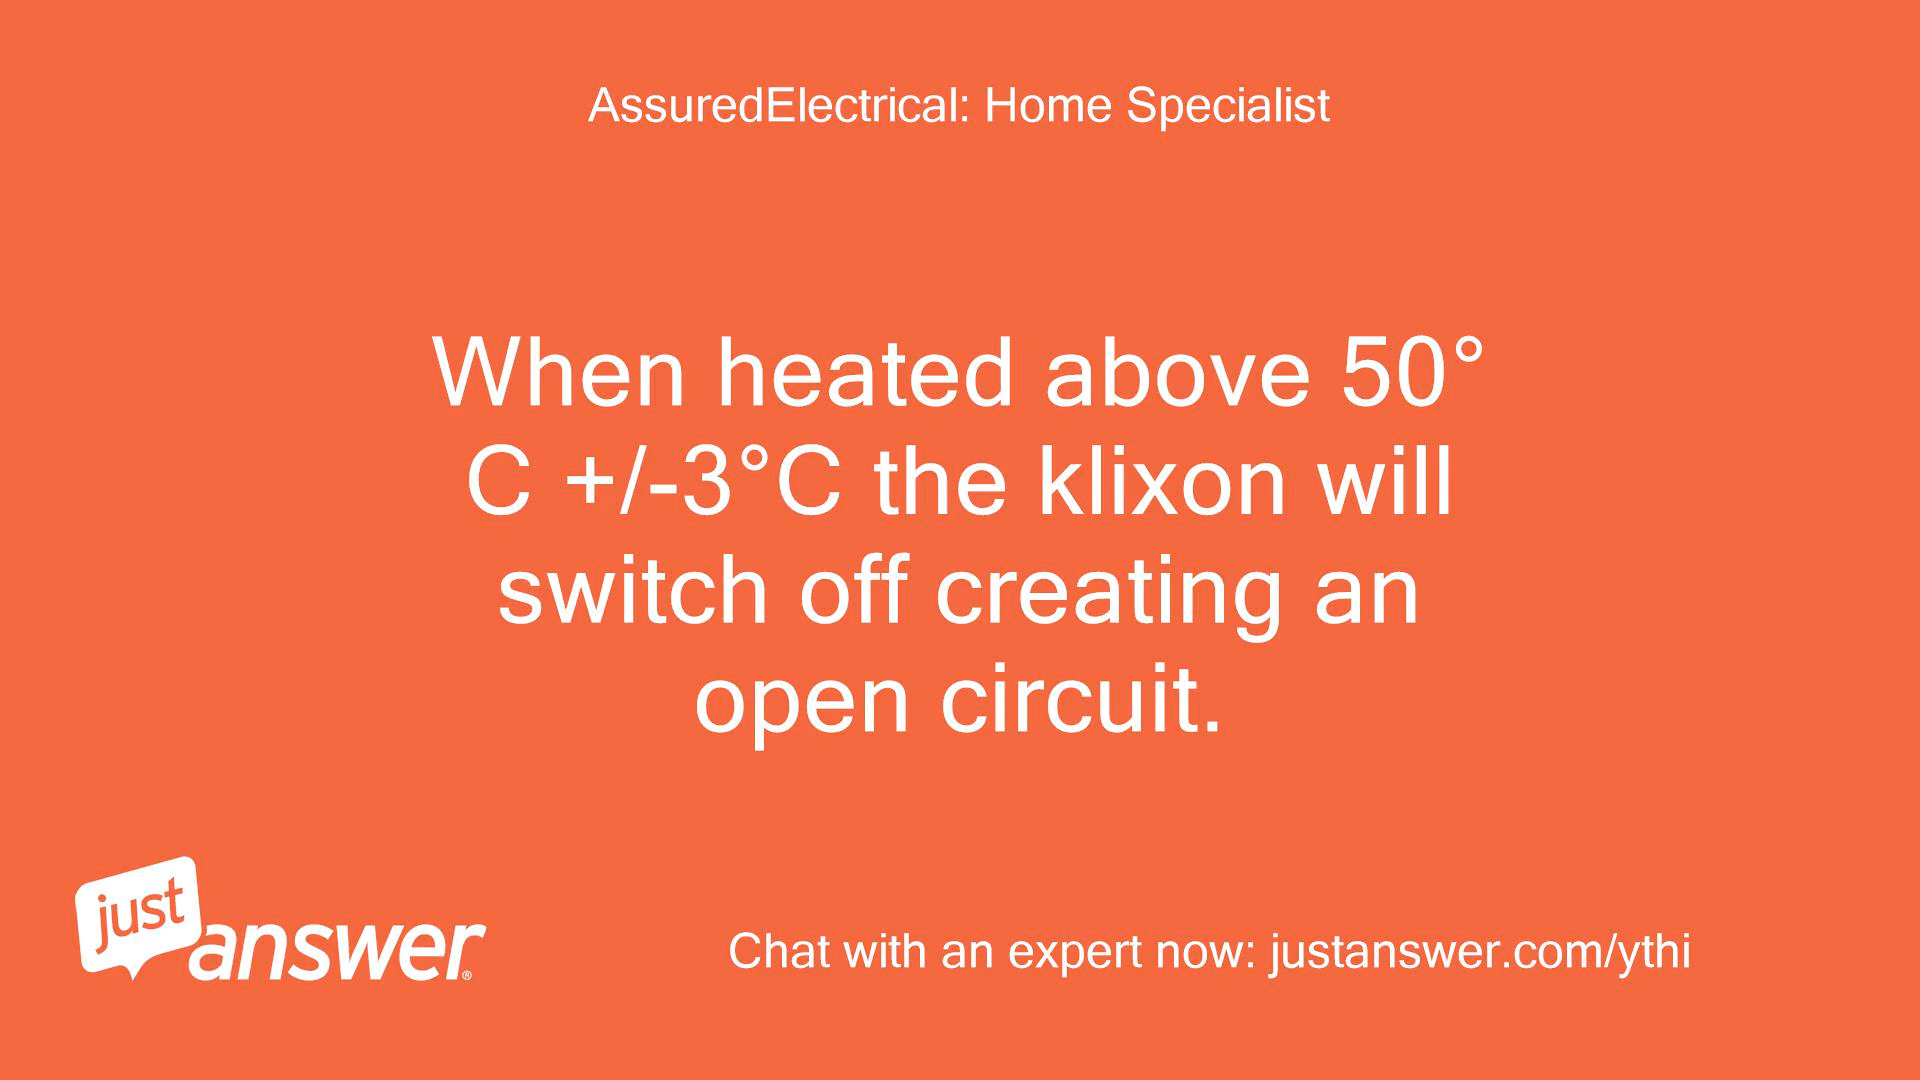 AssuredElectrical: Home Specialist
When heated above 50°
C +/-3°C the klixon will
switch off creating an
open circuit.
just
answer®
Chat with an expert now: justanswer.com/ythi